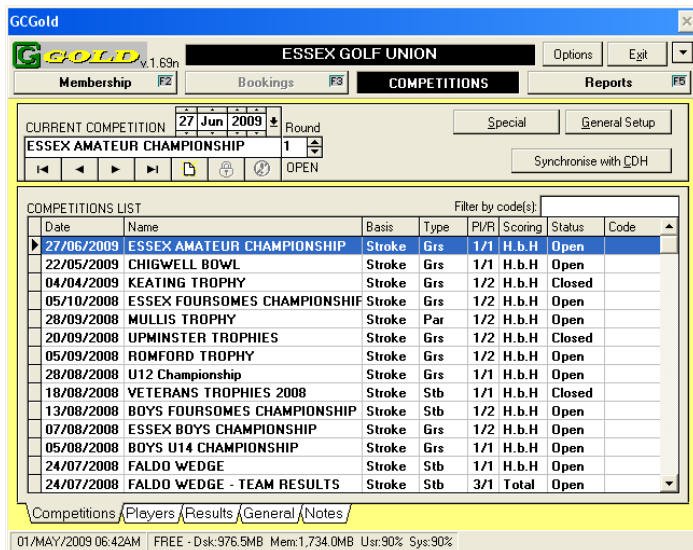 GCGold
G GOLD v.1.69n ESSEX GOLF UNION Options Exit
Membership F2 Bookings F3 COMPETITIONS Reports F5
CURRENT COMPETITION 27 Jun 2009 Round Special General Setup
ESSEX AMATEUR CHAMPIONSHIP 1
OPEN Synchronise with CDH
COMPETITIONS LIST Filter by code(s):
Date Name Basis Type Pl/R Scoring Status Code
27/06/2009 ESSEX AMATEUR CHAMPIONSHIP Stroke Grs 1/1 H.b.H Open
22/05/2009 CHIGWELL BOWL Stroke Grs 1/1 H.b.H Open
04/04/2009 KEATING TROPHY Stroke Grs 1/2 H.b.H Closed
05/10/2008 ESSEX FOURSOMES CHAMPIONSHIF Stroke Grs 1/2 H.b.H Open
28/09/2008 MULLIS TROPHY Stroke Par 1/2 H.b.H Open
20/09/2008 UPMINSTER TROPHIES Stroke Grs 1/2 H.b.H Closed
05/09/2008 ROMFORD TROPHY Stroke Grs 1/2 H.b.H Open
28/08/2008 U12 Championship Stroke Grs 1/1 H.b.H Open
18/08/2008 VETERANS TROPHIES 2008 Stroke Stb 1/1 H.b.H Closed
13/08/2008 BOYS FOURSOMES CHAMPIONSHIP Stroke Stb 1/2 H.b.H Open
07/08/2008 ESSEX BOYS CHAMPIONSHIP Stroke Grs 1/2 H.b.H Open
05/08/2008 BOYS U14 CHAMPIONSHIP Stroke Grs 1/1 H.b.H Open
24/07/2008 FALDO WEDGE Stroke Stb 1/1 H.b.H Open
24/07/2008 FALDO WEDGE - TEAM RESULTS Stroke Stb 3/1 Total Open
Competitions Players Results General Notes
01/MAY/2009 06:42AM FREE - Dsk:976.5MB Mem:1,734.0MB Usr:90% Sys:90%